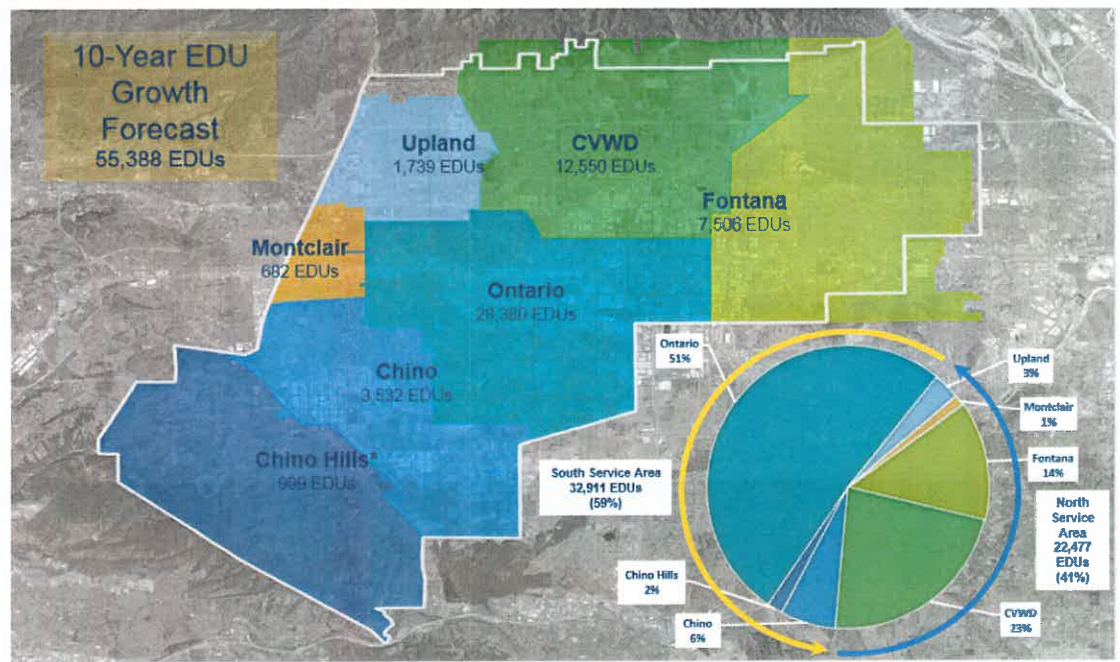 10-Year EDU
Growth
Forecast
55,388 EDUs
Upland
1,739 EDUs
CVWD
12,550 EDUs
Fontana
7,506 EDUs
Montclair
682 EDUs
Ontario
28,380 EDUs
Chino
3,532 EDUs
Chino Hills*
999 EDUs
Ontario
51%
Upland
3%
Montclair
1%
Fontana
14%
South Service Area
32,911 EDUs
(59%)
North
Service
Area
22,477
EDUs
(41%)
Chino Hills
2%
Chino
6%
CVWD
23%